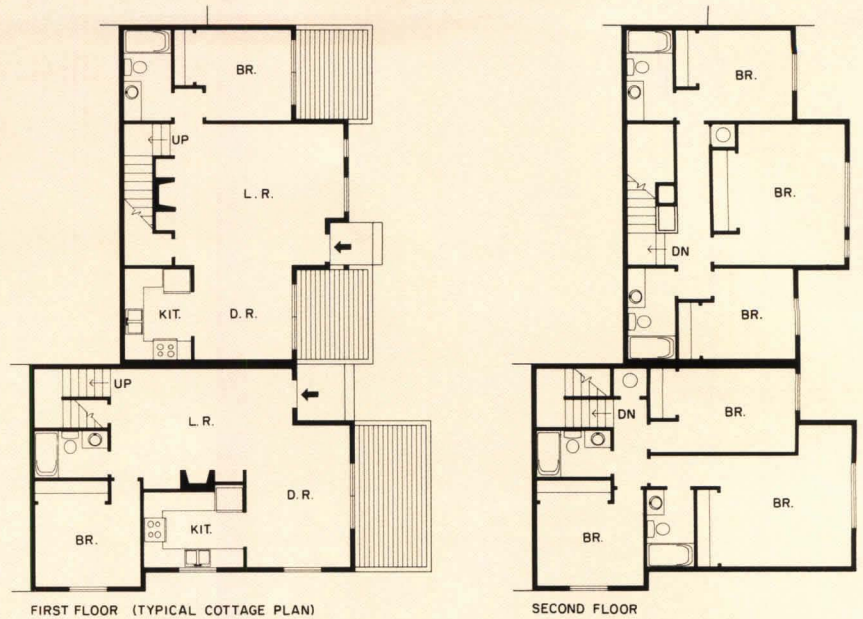 BR.
UP
L. R.
KIT.
D. R.
UP
L. R.
D. R.
BR.
KIT.
FIRST FLOOR (TYPICAL COTTAGE PLAN)
BR.
BR.
DN
BR.
DN
BR.
BR.
BR.
SECOND FLOOR